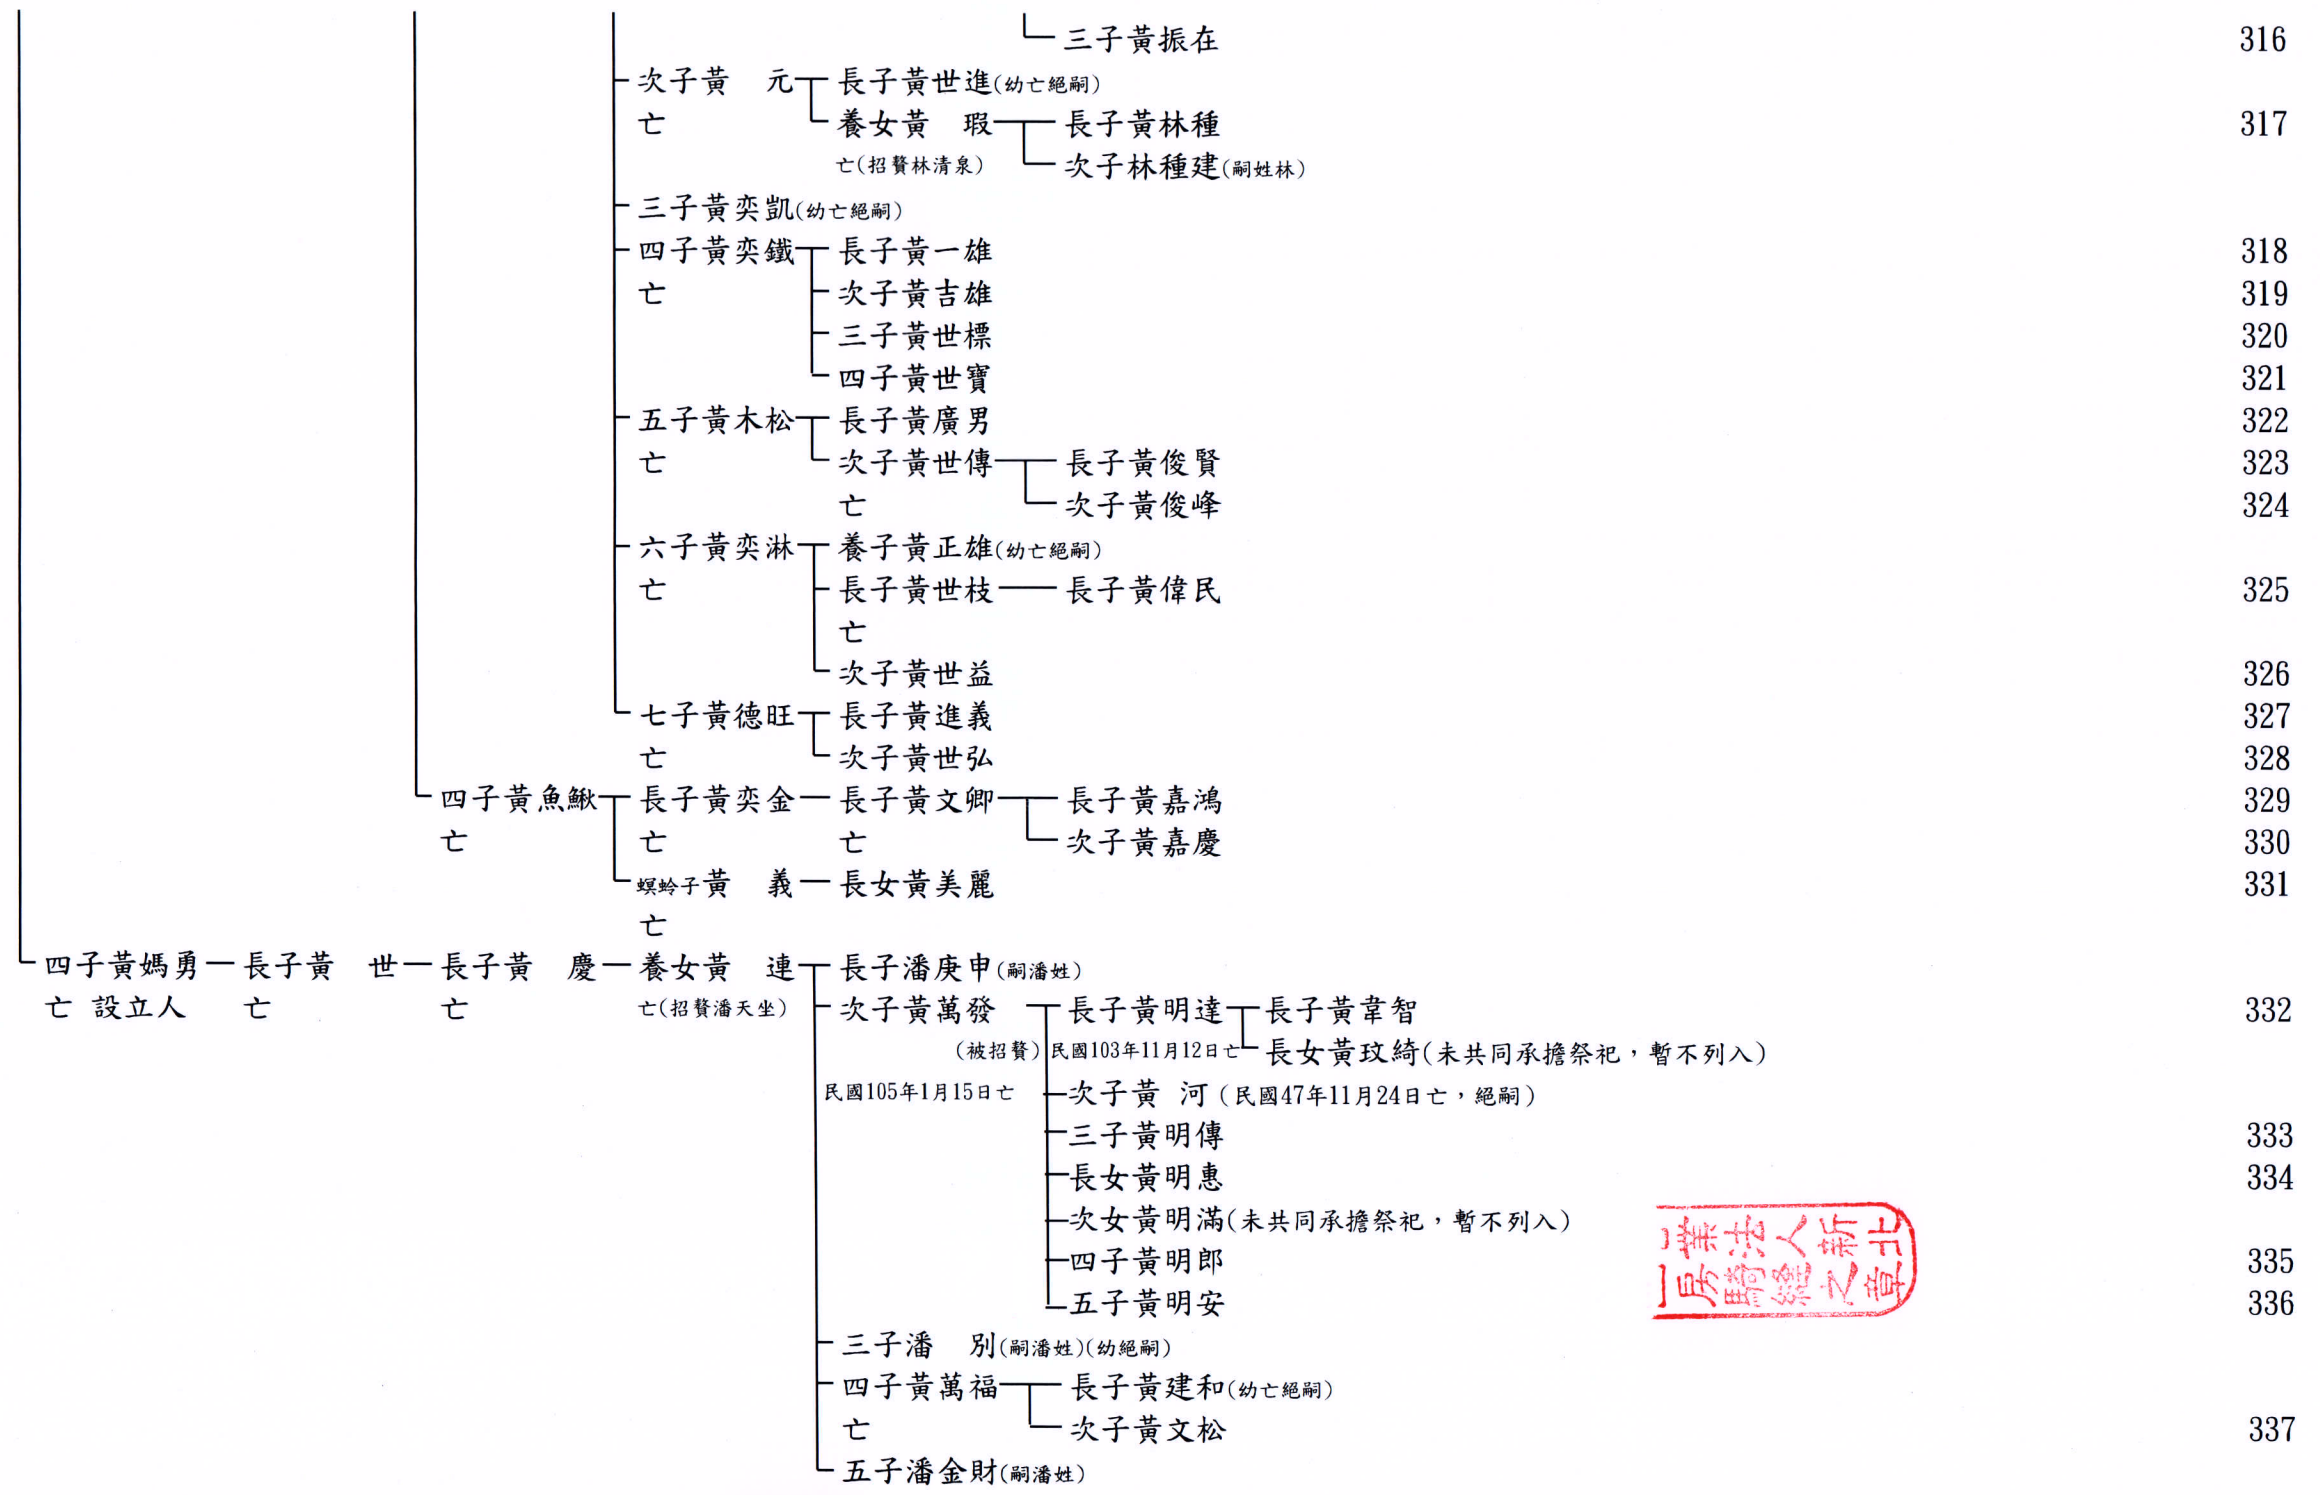 三子黃振在 316
次子黃　元 長子黃世進(幼亡絕嗣)
亡 養女黃　瑕 長子黃林種 317
亡(招贅林清泉) 次子林種建(嗣姓林)
三子黃奕凱(幼亡絕嗣)
四子黃奕鐵 長子黃一雄 318
亡 次子黃吉雄 319
三子黃世標 320
四子黃世寶 321
五子黃木松 長子黃廣男 322
亡 次子黃世傳 長子黃俊賢 323
亡 次子黃俊峰 324
六子黃奕淋 養子黃正雄(幼亡絕嗣)
亡 長子黃世枝 長子黃偉民 325
亡
次子黃世益 326
七子黃德旺 長子黃進義 327
亡 次子黃世弘 328
四子黃魚鰍 長子黃奕金 長子黃文卿 長子黃嘉鴻 329
亡 亡 亡 次子黃嘉慶 330
螟蛉子黃　義 長女黃美麗 331
亡
四子黃媽勇 長子黃　世 長子黃　慶 養女黃　連 長子潘庚申(嗣潘姓)
亡 設立人 亡 亡 亡(招贅潘天坐) 次子黃萬發 長子黃明達 長子黃韋智 332
(被招贅) 民國103年11月12日亡 長女黃玟綺(未共同承擔祭祀，暫不列入)
民國105年1月15日亡 次子黃 河(民國47年11月24日亡，絕嗣)
三子黃明傳 333
長女黃明惠 334
次女黃明滿(未共同承擔祭祀，暫不列入)
四子黃明郎 335
五子黃明安 336
三子潘　別(嗣潘姓)(幼絕嗣)
四子黃萬福 長子黃建和(幼亡絕嗣)
亡 次子黃文松 337
五子潘金財(嗣潘姓)
業法人新北
房騎縫之章